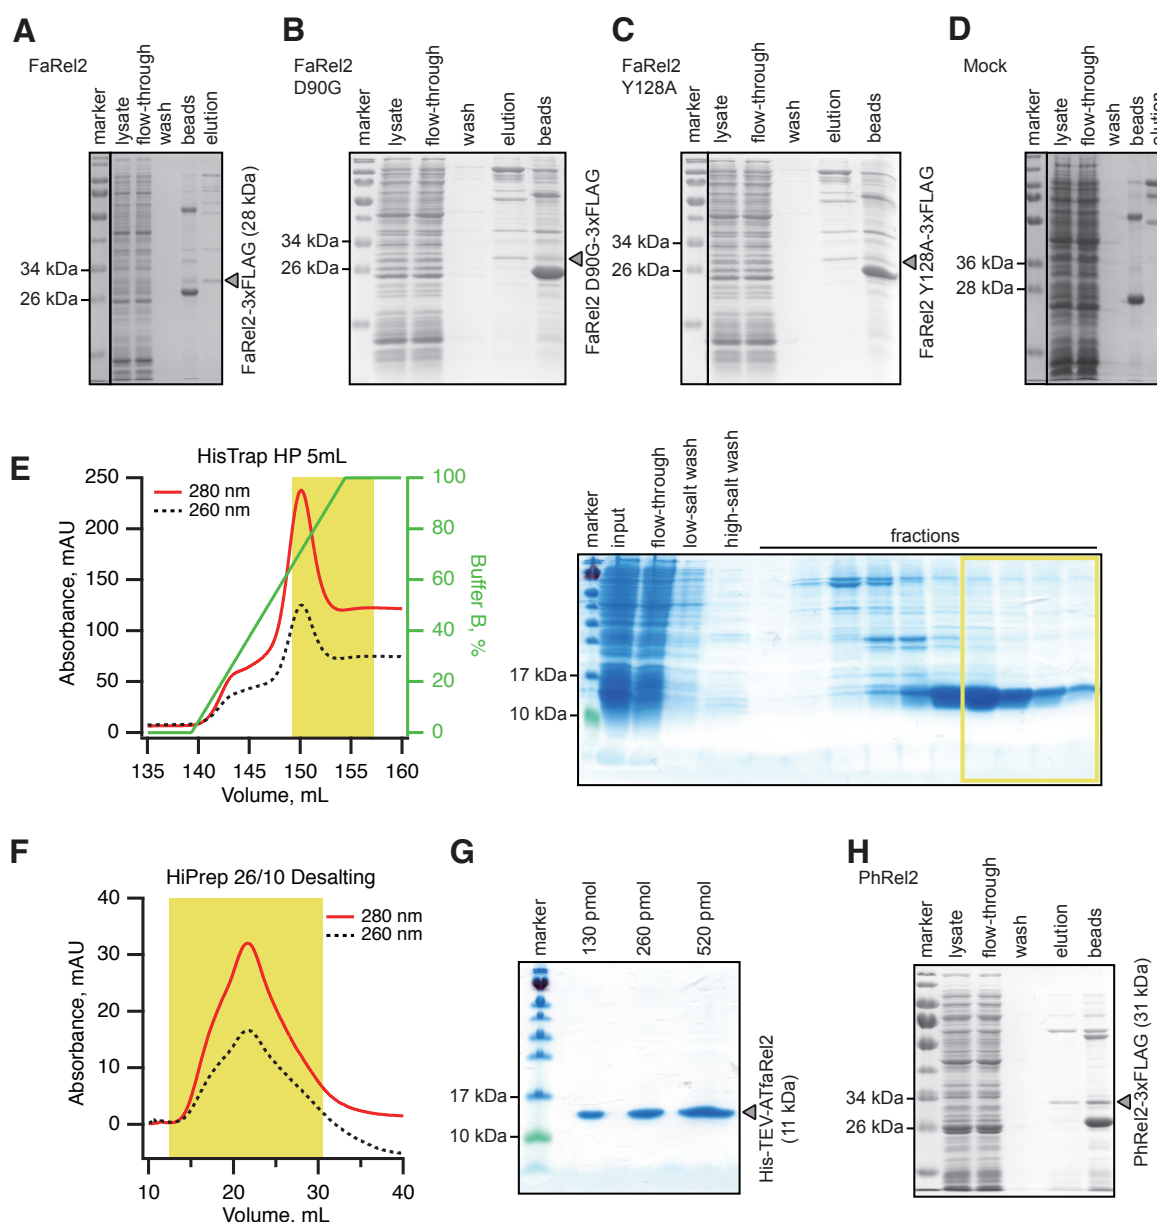 A
FaRel2
marker
lysate
flow-through
wash
beads
elution
34 kDa
26 kDa
FaRel2-3xFLAG (28 kDa)
B
FaRel2
D90G
marker
lysate
flow-through
wash
elution
beads
34 kDa
26 kDa
FaRel2 D90G-3xFLAG
C
FaRel2
Y128A
marker
lysate
flow-through
wash
elution
beads
34 kDa
26 kDa
FaRel2 Y128A-3xFLAG
D
Mock
marker
lysate
flow-through
wash
beads
elution
36 kDa
28 kDa
E
HisTrap HP 5mL
280 nm
260 nm
Absorbance, mAU
250
200
150
100
50
0
135 140 145 150 155 160
Volume, mL
100
80
60
40
20
0
Buffer B, %
marker
input
flow-through
low-salt wash
high-salt wash
fractions
17 kDa
10 kDa
F
HiPrep 26/10 Desalting
280 nm
260 nm
Absorbance, mAU
40
30
20
10
0
10 20 30 40
Volume, mL
G
marker
130 pmol
260 pmol
520 pmol
17 kDa
10 kDa
His-TEV-ATfaRel2
(11 kDa)
H
PhRel2
marker
lysate
flow-through
wash
elution
beads
34 kDa
26 kDa
PhRel2-3xFLAG (31 kDa)